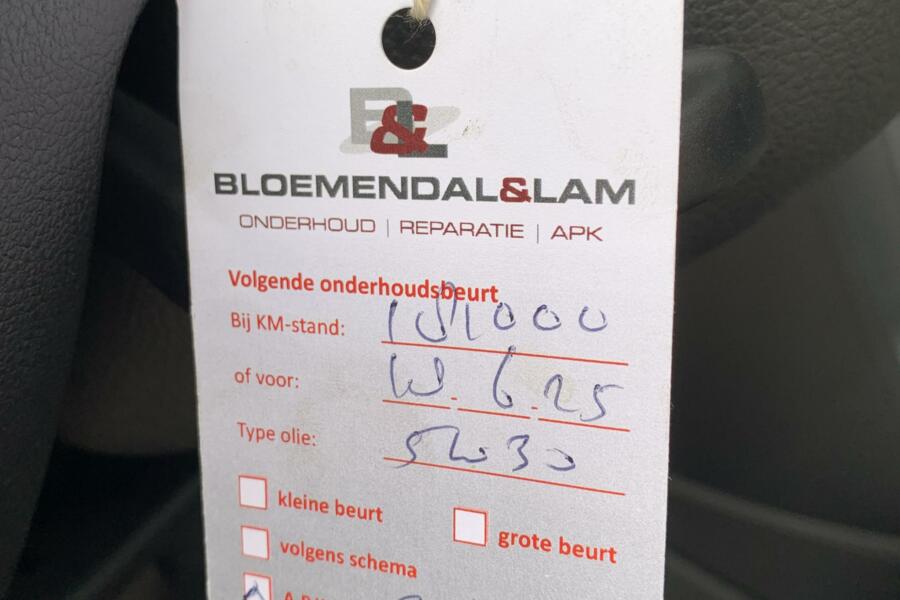 B&L
BLOEMENDAL&LAM
ONDERHOUD | REPARATIE | APK
Volgende onderhoudsbeurt
Bij KM-stand: 181000
of voor: 6.25
Type olie: 5W30
kleine beurt
grote beurt
volgens schema